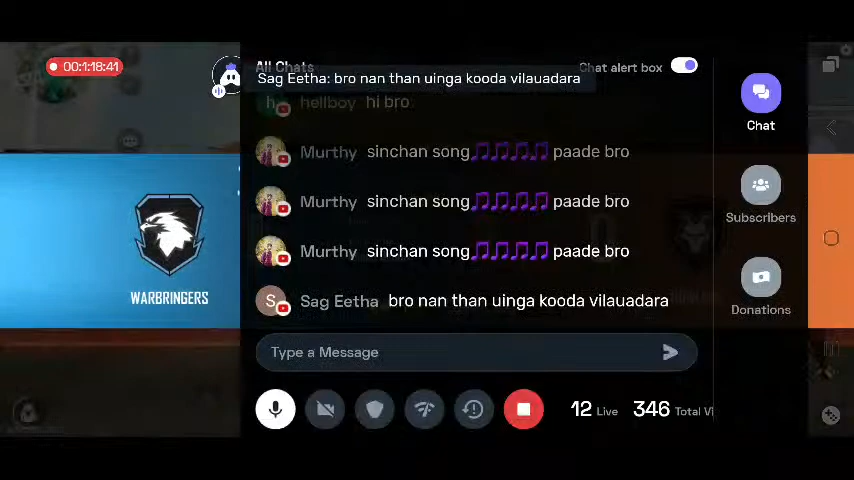 00:1:18:41
All Chats
Chat alert box
Sag Eetha: bro nan than uinga kooda vilauadara
h hellboy hi bro
Chat
Murthy sinchan song🎵🎵🎵🎵 paade bro
Murthy sinchan song🎵🎵🎵🎵 paade bro
Subscribers
Murthy sinchan song🎵🎵🎵🎵 paade bro
WARBRINGERS
S Sag Eetha bro nan than uinga kooda vilauadara
Donations
Type a Message
12 Live 346 Total Vi